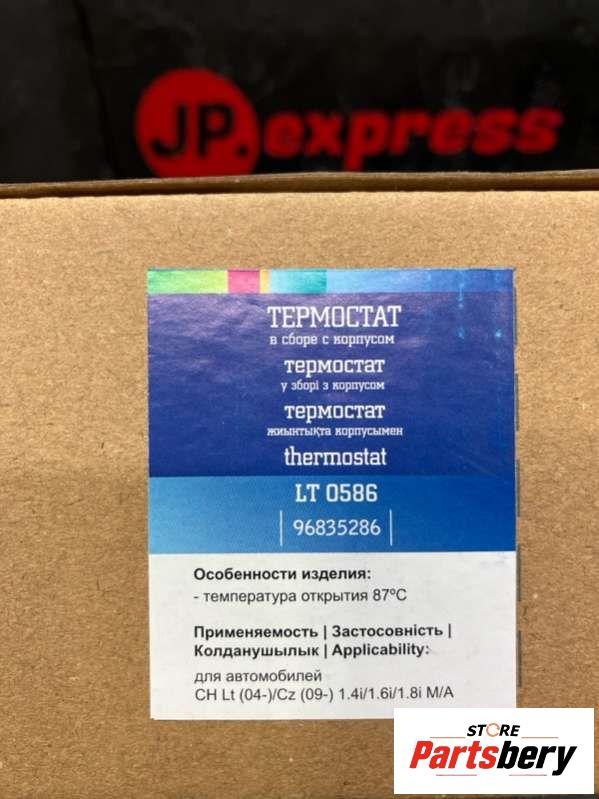 JP.express
ТЕРМОСТАТ
в сборе с корпусом
термостат
у зборі з корпусом
термостат
жиынтықта корпусымен
thermostat
LT 0586
96835286
Особенности изделия:
- температура открытия 87ºС
Применяемость | Застосовність |
Колданушылык | Applicability:
для автомобилей
CH Lt (04-)/Cz (09-) 1.4i/1.6i/1.8i M/A
STORE
Partsbery